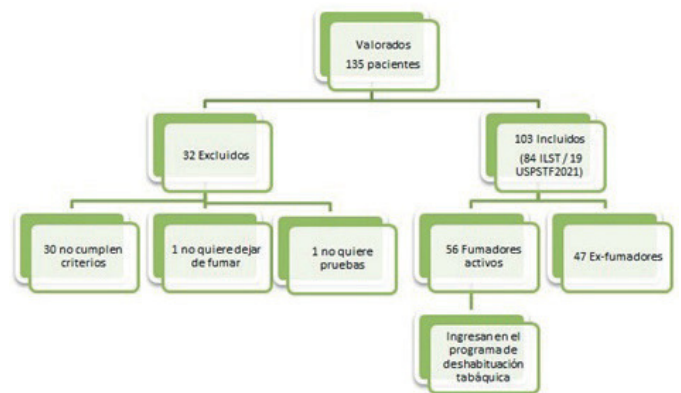 Valorados
135 pacientes
32 Excluidos
103 Incluidos
(84 ILST / 19
USPSTF2021)
30 no cumplen
criterios
1 no quiere dejar
de fumar
1 no quiere
pruebas
56 Fumadores
activos
47 Ex-fumadores
Ingresan en el
programa de
deshabituación
tabáquica